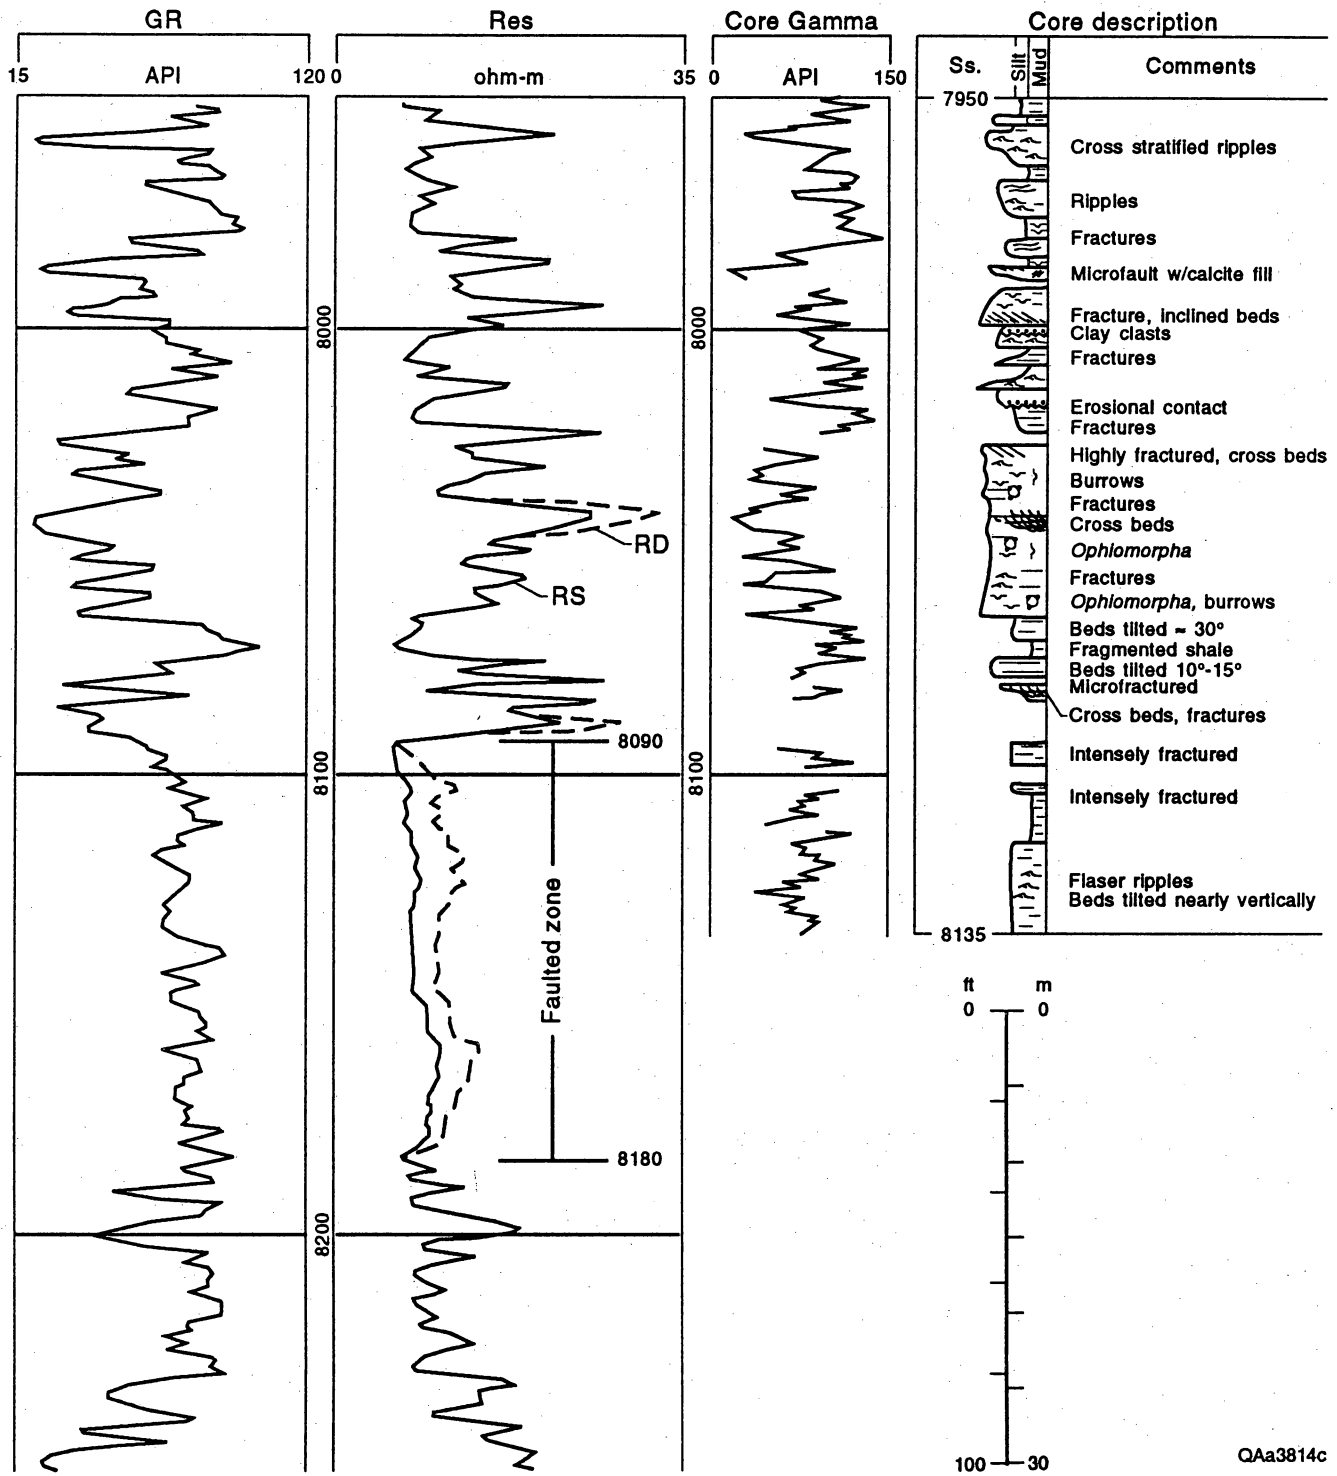 GR Res Core Gamma Core description
15 API 120 0 ohm-m 35 0 API 150 Ss. Silt Mud Comments
7950
Cross stratified ripples
Ripples
Fractures
Microfault w/calcite fill
8000
8000
Fracture, inclined beds
Clay clasts
Fractures
Erosional contact
Fractures
Highly fractured, cross beds
Burrows
Fractures
Cross beds
RD
Ophiomorpha
Fractures
RS
Ophiomorpha, burrows
Beds tilted ≈ 30°
Fragmented shale
Beds tilted 10°-15°
Microfractured
Cross beds, fractures
8090
Intensely fractured
8100
8100
Intensely fractured
Flaser ripples
Beds tilted nearly vertically
Faulted zone
8135
ft m
0 0
8180
8200
100 30
QAa3814c